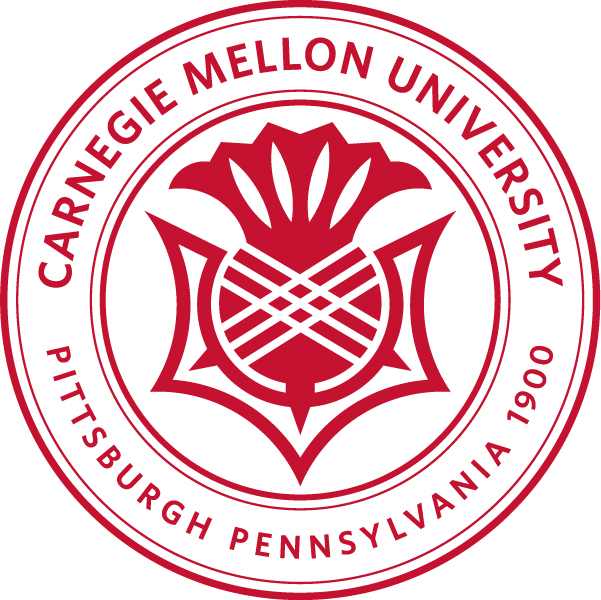 CARNEGIE MELLON UNIVERSITY
PITTSBURGH PENNSYLVANIA 1900